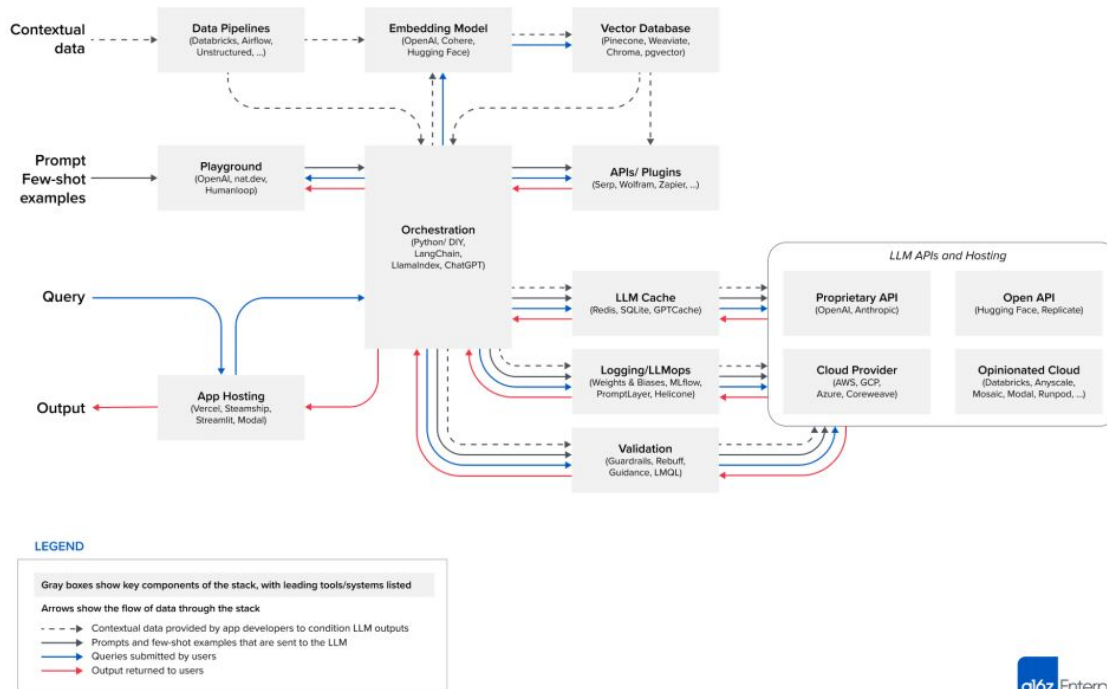 Contextual
data
Data Pipelines
(Databricks, Airflow,
Unstructured, ...)
Embedding Model
(OpenAI, Cohere,
Hugging Face)
Vector Database
(Pinecone, Weaviate,
Chroma, pgvector)
Prompt
Few-shot
examples
Playground
(OpenAI, nat.dev,
Humanloop)
Orchestration
(Python/ DIY,
LangChain,
LlamaIndex, ChatGPT)
APIs/ Plugins
(Serp, Wolfram, Zapier, ...)
Query
LLM Cache
(Redis, SQLite, GPTCache)
Logging/LLMops
(Weights & Biases, MLflow,
PromptLayer, Helicone)
Validation
(Guardrails, Rebuff,
Guidance, LMQL)
LLM APIs and Hosting
Proprietary API
(OpenAI, Anthropic)
Open API
(Hugging Face, Replicate)
Cloud Provider
(AWS, GCP,
Azure, Coreweave)
Opinionated Cloud
(Databricks, Anyscale,
Mosaic, Modal, Runpod, ...)
Output
App Hosting
(Vercel, Steamship,
Streamlit, Modal)
LEGEND
Gray boxes show key components of the stack, with leading tools/systems listed
Arrows show the flow of data through the stack
Contextual data provided by app developers to condition LLM outputs
Prompts and few-shot examples that are sent to the LLM
Queries submitted by users
Output returned to users
a16z Enterp